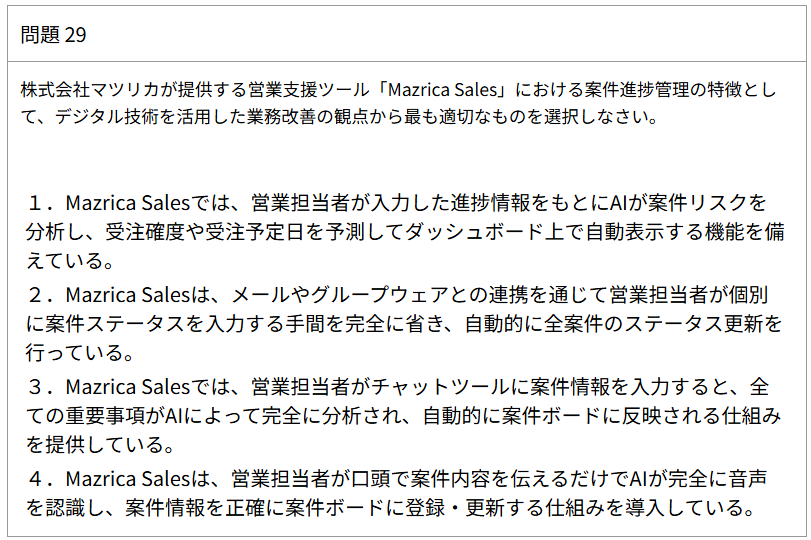 問題 29
株式会社マツリカが提供する営業支援ツール「Mazrica Sales」における案件進捗管理の特徴とし
て、デジタル技術を活用した業務改善の観点から最も適切なものを選択しなさい。
１．Mazrica Salesでは、営業担当者が入力した進捗情報をもとにAIが案件リスクを
分析し、受注確度や受注予定日を予測してダッシュボード上で自動表示する機能を備
えている。
２．Mazrica Salesは、メールやグループウェアとの連携を通じて営業担当者が個別
に案件ステータスを入力する手間を完全に省き、自動的に全案件のステータス更新を
行っている。
３．Mazrica Salesでは、営業担当者がチャットツールに案件情報を入力すると、全
ての重要事項がAIによって完全に分析され、自動的に案件ボードに反映される仕組み
を提供している。
４．Mazrica Salesは、営業担当者が口頭で案件内容を伝えるだけでAIが完全に音声
を認識し、案件情報を正確に案件ボードに登録・更新する仕組みを導入している。